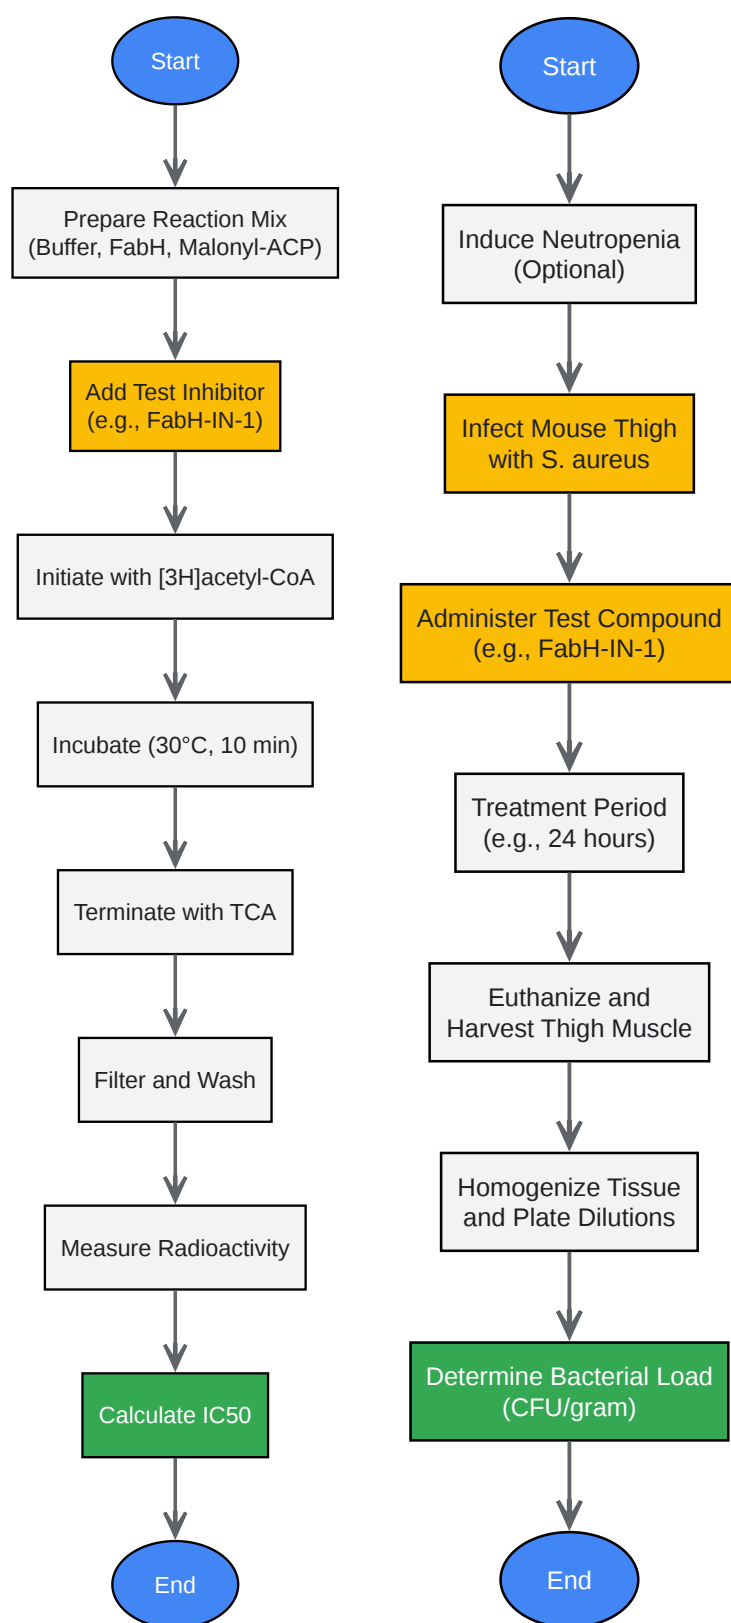 Start
Prepare Reaction Mix
(Buffer, FabH, Malonyl-ACP)
Add Test Inhibitor
(e.g., FabH-IN-1)
Initiate with [3H]acetyl-CoA
Incubate (30°C, 10 min)
Terminate with TCA
Filter and Wash
Measure Radioactivity
Calculate IC50
End
Start
Induce Neutropenia
(Optional)
Infect Mouse Thigh
with S. aureus
Administer Test Compound
(e.g., FabH-IN-1)
Treatment Period
(e.g., 24 hours)
Euthanize and
Harvest Thigh Muscle
Homogenize Tissue
and Plate Dilutions
Determine Bacterial Load
(CFU/gram)
End